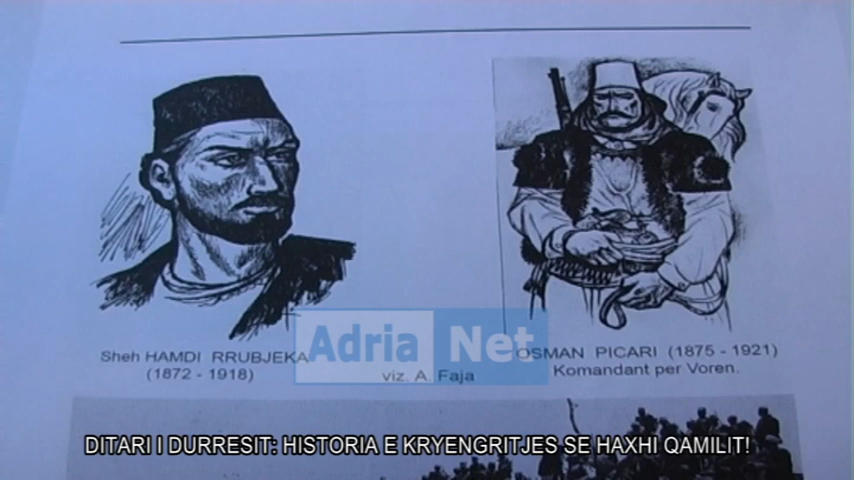 Sheh HAMDI RRUBJEKA
(1872 - 1918)
viz. A. Faja
OSMAN PICARI (1875 - 1921)
Komandant per Voren.
Adria Net
DITARI I DURRESIT: HISTORIA E KRYENGRITJES SE HAXHI QAMILIT!